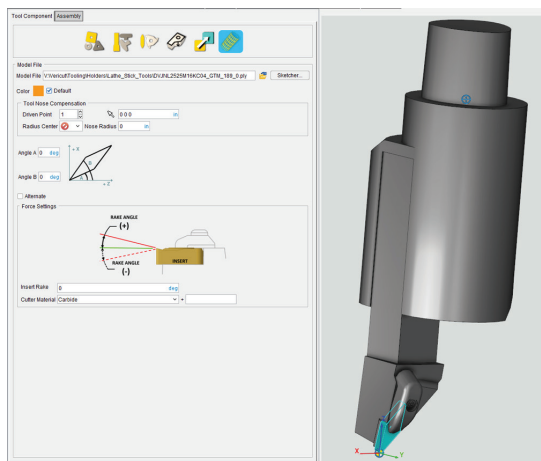 Tool Component Assembly
Model File
Model File V:\Vericut\Tooling\Holders\Lathe_Stick_Tools\DVJNL2525M16KC04_GTM_189_0.ply Sketcher...
Color Default
Tool Nose Compensation
Driven Point 1 0 0 0 in
Radius Center Nose Radius 0 in
Angle A 0 deg
+ X
B
A
Angle B 0 deg
+ Z
Alternate
Force Settings
RAKE ANGLE
(+)
RAKE ANGLE
(-)
INSERT
Insert Rake 0 deg
Cutter Material Carbide +
X
Y